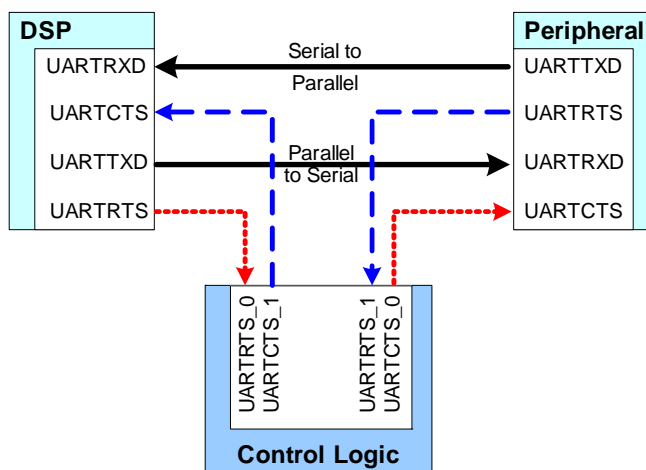 DSP
Peripheral
UARTRXD
Serial to
Parallel
UARTTXD
UARTCTS
UARTRTS
UARTTXD
Parallel
to Serial
UARTRXD
UARTRTS
UARTCTS
UARTRTS_0
UARTCTS_1
UARTRTS_1
UARTCTS_0
Control Logic